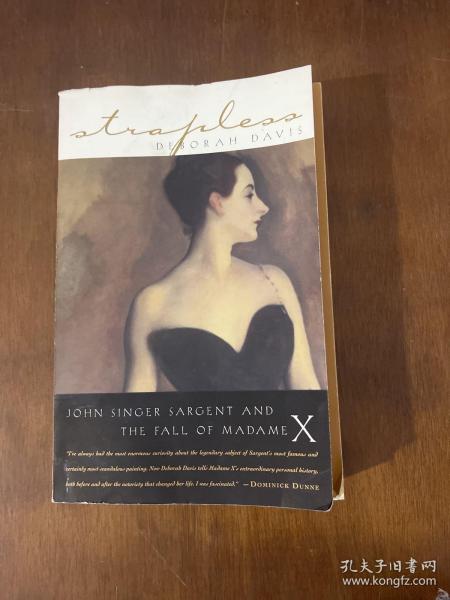 strapless
DEBORAH DAVIS
JOHN SINGER SARGENT AND
THE FALL OF MADAME X
"I've always had the most enormous curiosity about the legendary subject of Sargent's most famous and
certainly most scandalous painting. Now Deborah Davis tells Madame X's extraordinary personal history,
both before and after the notoriety that changed her life. I was fascinated." —DOMINICK DUNNE
孔夫子旧书网
www.kongfz.com